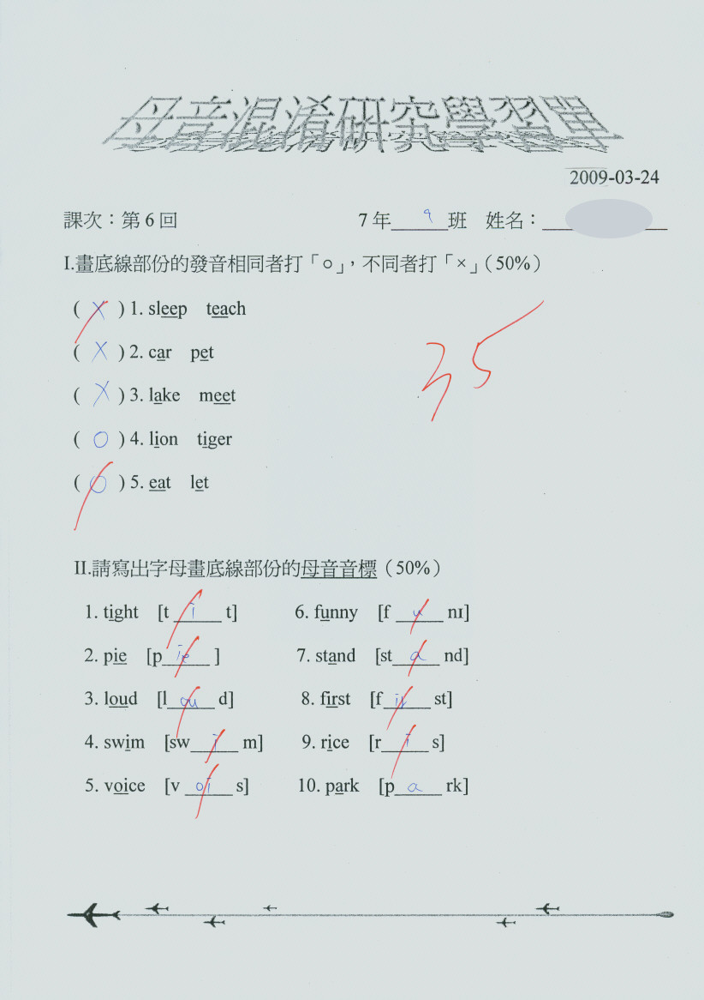 母音混淆研究學習單
2009-03-24
課次：第 6 回 7 年 9 班 姓名：
I.畫底線部份的發音相同者打「○」，不同者打「×」（50%）
( X ) 1. sleep teach
( X ) 2. car pet
( X ) 3. lake meet
( O ) 4. lion tiger
( O ) 5. eat let
35
II.請寫出字母畫底線部份的母音音標（50%）
1. tight [t i t] 6. funny [f u nɪ]
2. pie [p ie ] 7. stand [st a nd]
3. loud [l ou d] 8. first [f st]
4. swim [sw i m] 9. rice [r i s]
5. voice [v oi s] 10. park [p a rk]